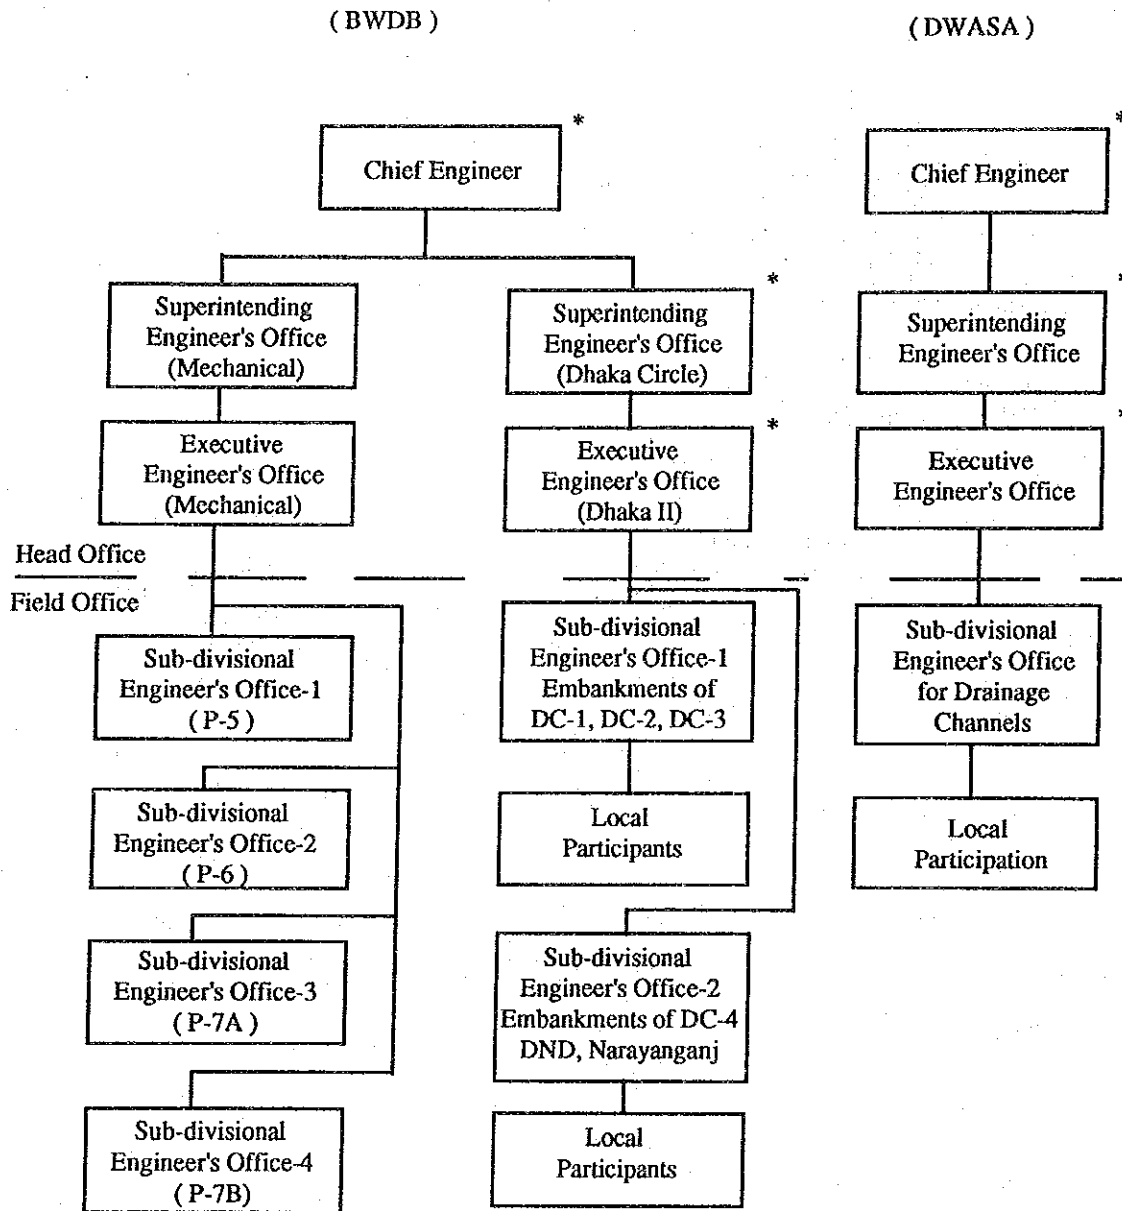 ( BWDB )
( DWASA )
*
Chief Engineer
*
Chief Engineer
Superintending
Engineer's Office
(Mechanical)
*
Superintending
Engineer's Office
(Dhaka Circle)
*
Superintending
Engineer's Office
Executive
Engineer's Office
(Mechanical)
*
Executive
Engineer's Office
(Dhaka II)
*
Executive
Engineer's Office
Head Office
Field Office
Sub-divisional
Engineer's Office-1
( P-5 )
Sub-divisional
Engineer's Office-1
Embankments of
DC-1, DC-2, DC-3
Sub-divisional
Engineer's Office
for Drainage
Channels
Sub-divisional
Engineer's Office-2
( P-6 )
Local
Participants
Local
Participation
Sub-divisional
Engineer's Office-3
( P-7A )
Sub-divisional
Engineer's Office-2
Embankments of DC-4
DND, Narayanganj
Sub-divisional
Engineer's Office-4
( P-7B)
Local
Participants